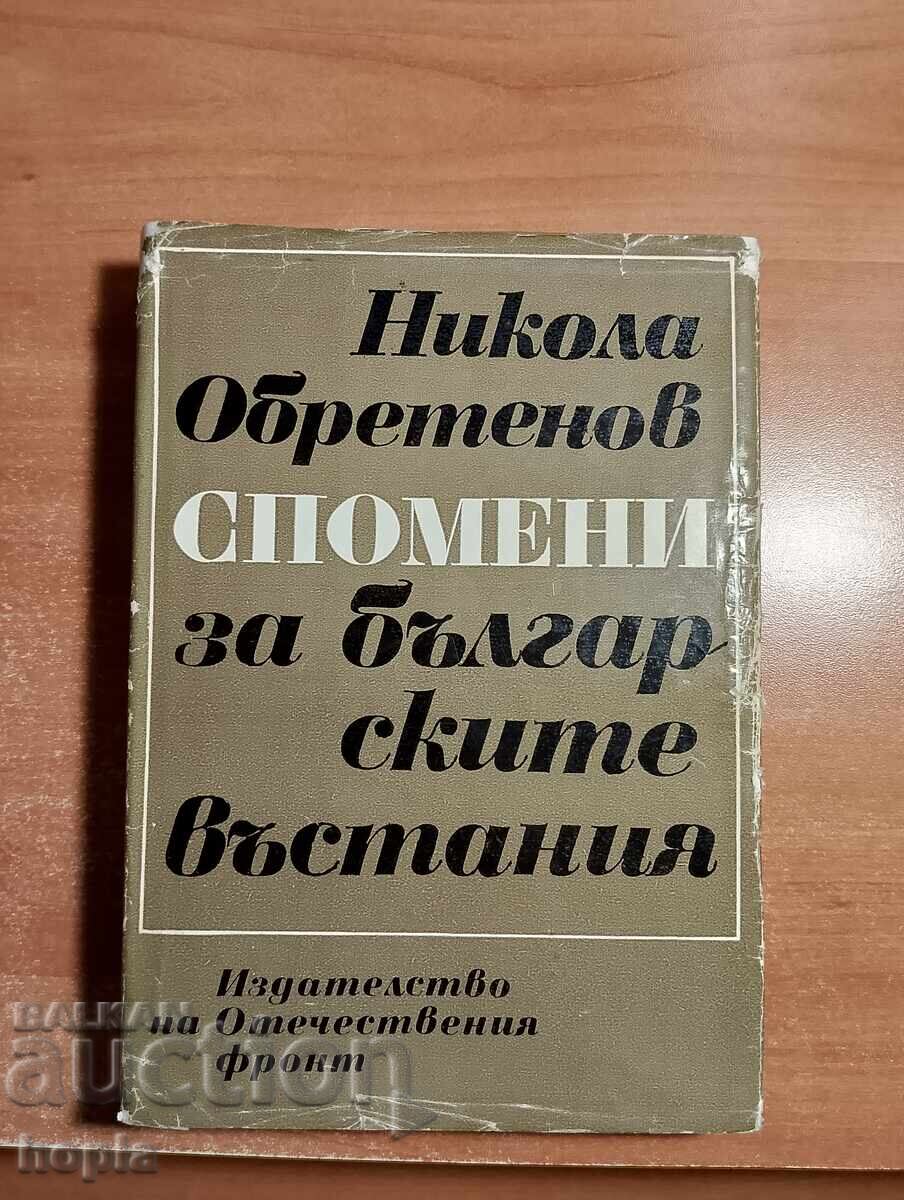 Никола
Обретенов
СПОМЕНИ
за българ
ските
въстания
Издателство
на Отечествения
фронт
BALKAN
auction
hopla